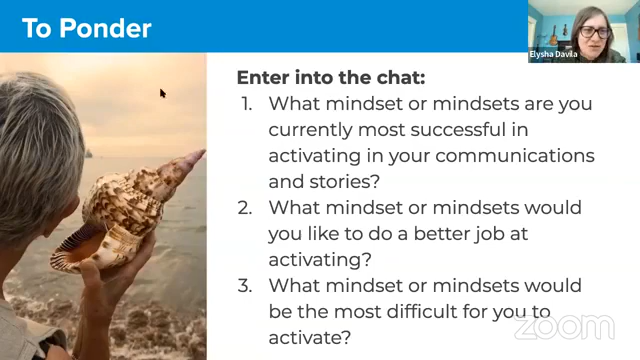 To Ponder
Elysha Davila
Enter into the chat:
1. What mindset or mindsets are you
currently most successful in
activating in your communications
and stories?
2. What mindset or mindsets would
you like to do a better job at
activating?
3. What mindset or mindsets would
be the most difficult for you to
activate?
zoom